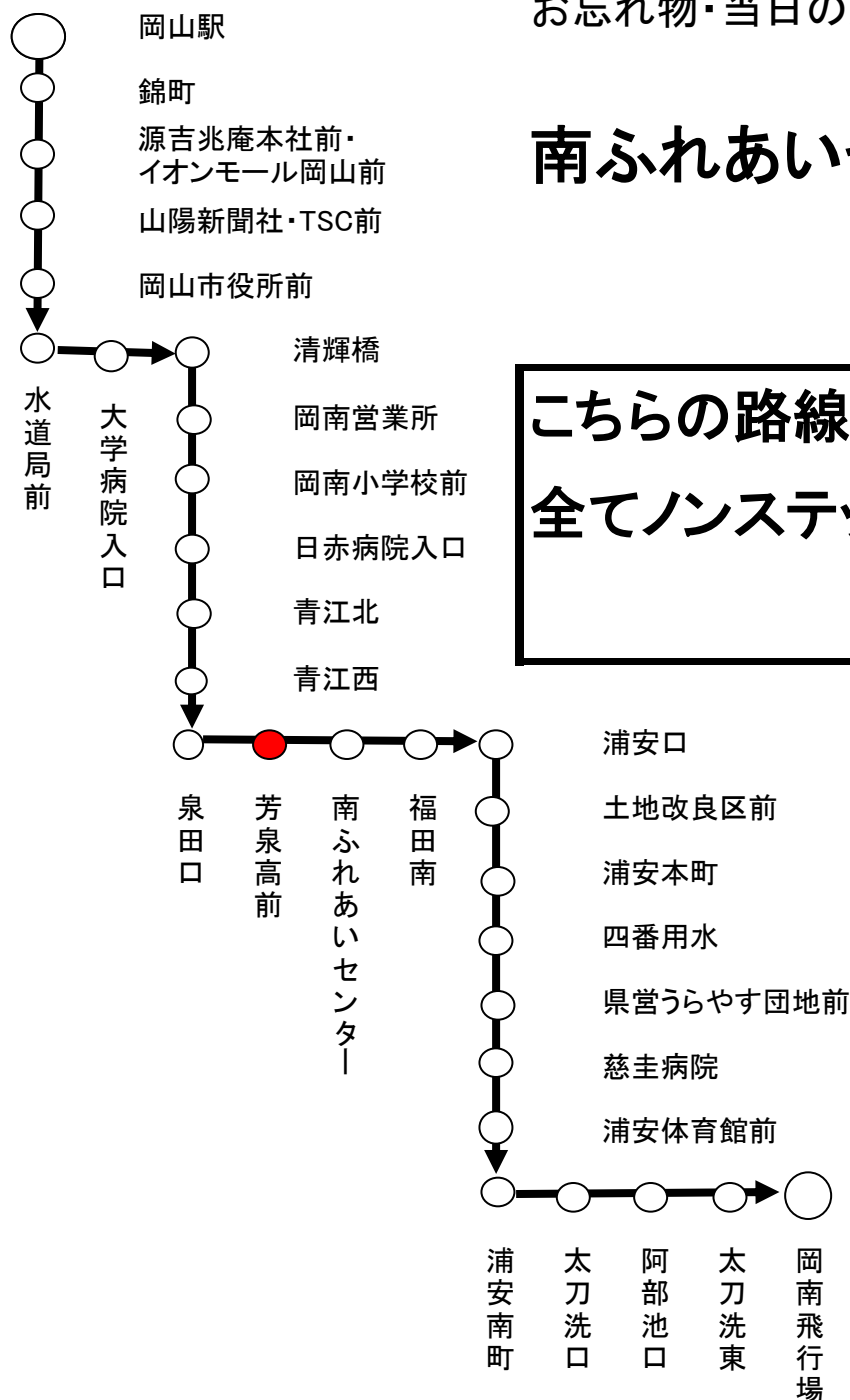 お忘れ物・当日の
岡山駅
錦町
源吉兆庵本社前・
イオンモール岡山前
山陽新聞社・TSC前
岡山市役所前
南ふれあい
水道局前
大学病院入口
清輝橋
岡南営業所
岡南小学校前
日赤病院入口
青江北
青江西
こちらの路線
全てノンステッ
泉田口
芳泉高前
南ふれあいセンター
福田南
浦安口
土地改良区前
浦安本町
四番用水
県営うらやす団地前
慈圭病院
浦安体育館前
浦安南町
太刀洗口
阿部池口
太刀洗東
岡南飛行場